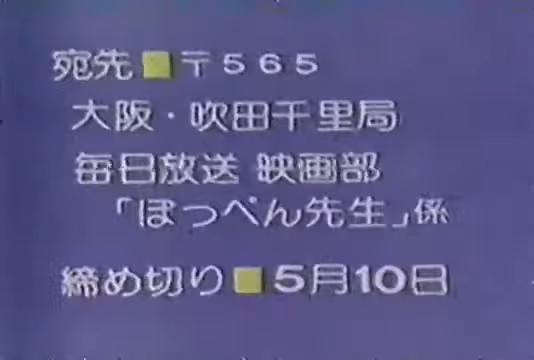 宛先■〒565
大阪・吹田千里局
毎日放送 映画部
「ぽっぺん先生」係
締め切り■5月10日